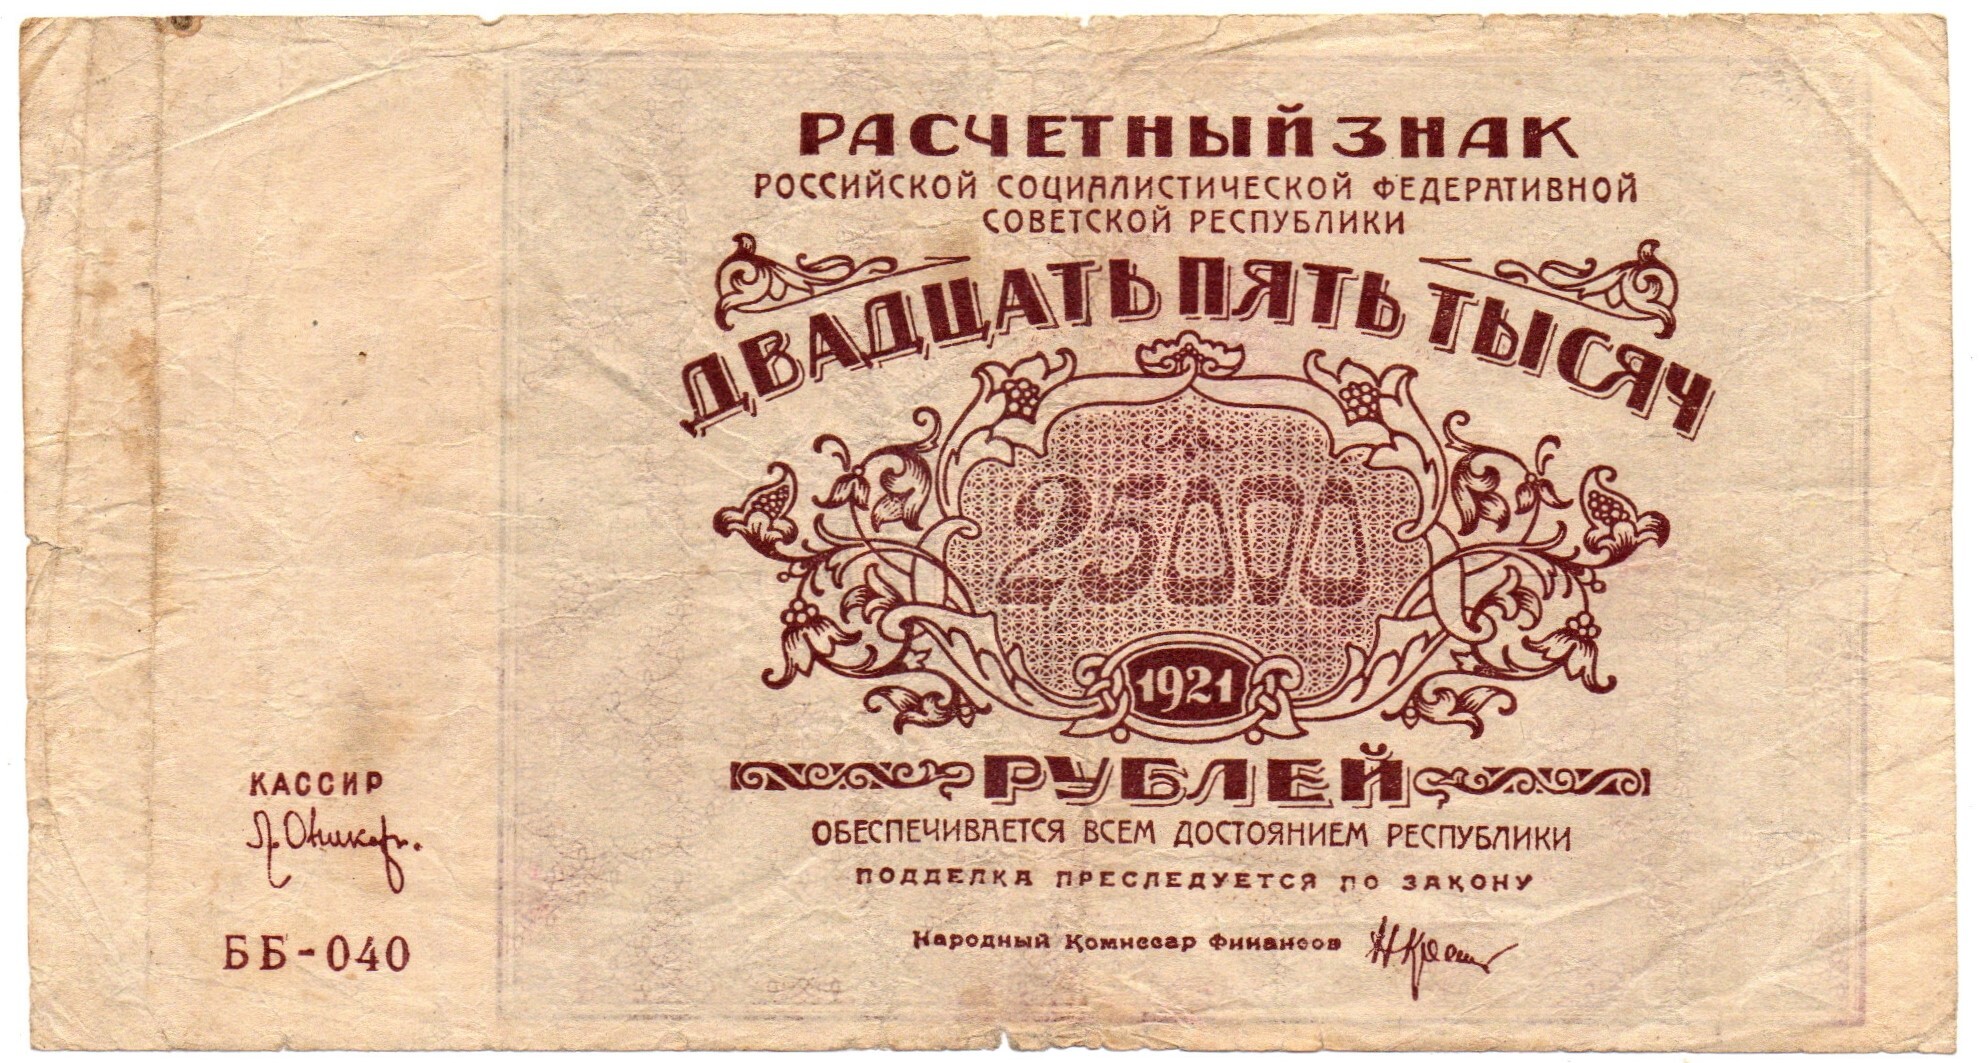 РАСЧЕТНЫЙ ЗНАК
РОССИЙСКОЙ СОЦИАЛИСТИЧЕСКОЙ ФЕДЕРАТИВНОЙ
СОВЕТСКОЙ РЕСПУБЛИКИ
ДВАДЦАТЬ ПЯТЬ ТЫСЯЧ
25000
1921
РУБЛЕЙ
ОБЕСПЕЧИВАЕТСЯ ВСЕМ ДОСТОЯНИЕМ РЕСПУБЛИКИ
ПОДДЕЛКА ПРЕСЛЕДУЕТСЯ ПО ЗАКОНУ
Народный Комиссар Финансов
КАССИР
ББ-040